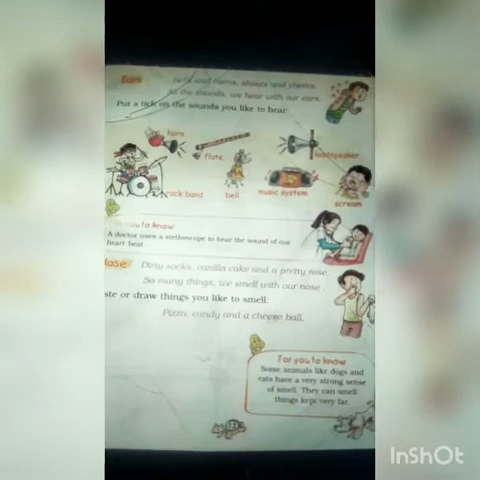 Ears
Bells and horns, shouts and cheers,
All the sounds, we hear with our ears.
Put a tick on the sounds you like to hear.
horn
flute
loudspeaker
rock band
bell
music system
scream
you to know
A doctor uses a stethoscope to hear the sound of our
heart beat.
Nose
Dirty socks, vanilla cake and a pretty rose,
So many things, we smell with our nose.
ste or draw things you like to smell.
Pizza, candy and a cheese ball.
For you to know
Some animals like dogs and
rats have a very strong sense
of smell. They can smell
things kept very far.
InShOt